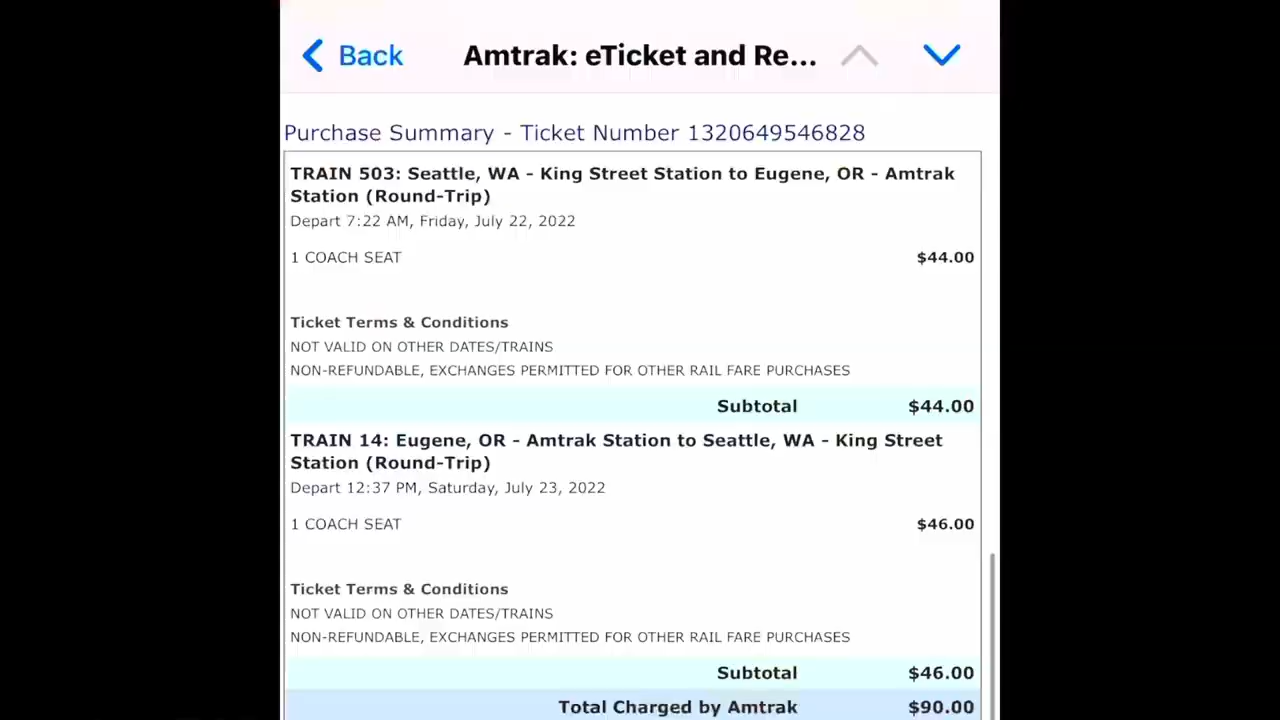 Back Amtrak: eTicket and Re...
Purchase Summary - Ticket Number 1320649546828
TRAIN 503: Seattle, WA - King Street Station to Eugene, OR - Amtrak
Station (Round-Trip)
Depart 7:22 AM, Friday, July 22, 2022
1 COACH SEAT $44.00
Ticket Terms & Conditions
NOT VALID ON OTHER DATES/TRAINS
NON-REFUNDABLE, EXCHANGES PERMITTED FOR OTHER RAIL FARE PURCHASES
Subtotal $44.00
TRAIN 14: Eugene, OR - Amtrak Station to Seattle, WA - King Street
Station (Round-Trip)
Depart 12:37 PM, Saturday, July 23, 2022
1 COACH SEAT $46.00
Ticket Terms & Conditions
NOT VALID ON OTHER DATES/TRAINS
NON-REFUNDABLE, EXCHANGES PERMITTED FOR OTHER RAIL FARE PURCHASES
Subtotal $46.00
Total Charged by Amtrak $90.00